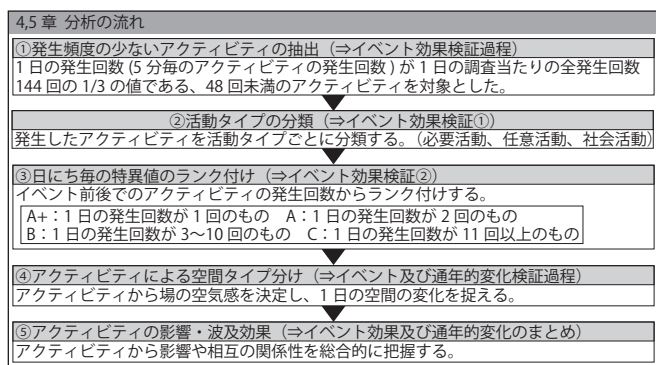 4,5 章 分析の流れ
①発生頻度の少ないアクティビティの抽出（⇒イベント効果検証過程）
1 日の発生回数 (5 分毎のアクティビティの発生回数 ) が 1 日の調査当たりの全発生回数
144 回の 1/3 の値である、48 回未満のアクティビティを対象とした。
②活動タイプの分類（⇒イベント効果検証①）
発生したアクティビティを活動タイプごとに分類する。（必要活動、任意活動、社会活動）
③日にち毎の特異値のランク付け（⇒イベント効果検証②）
イベント前後でのアクティビティの発生回数からランク付けする。
A+：1 日の発生回数が 1 回のもの　A：1 日の発生回数が 2 回のもの
B：1 日の発生回数が 3〜10 回のもの　C：1 日の発生回数が 11 回以上のもの
④アクティビティによる空間タイプ分け（⇒イベント及び通年的変化検証過程）
アクティビティから場の空気感を決定し、1 日の空間の変化を捉える。
⑤アクティビティの影響・波及効果（⇒イベント効果及び通年的変化のまとめ）
アクティビティから影響や相互の関係性を総合的に把握する。